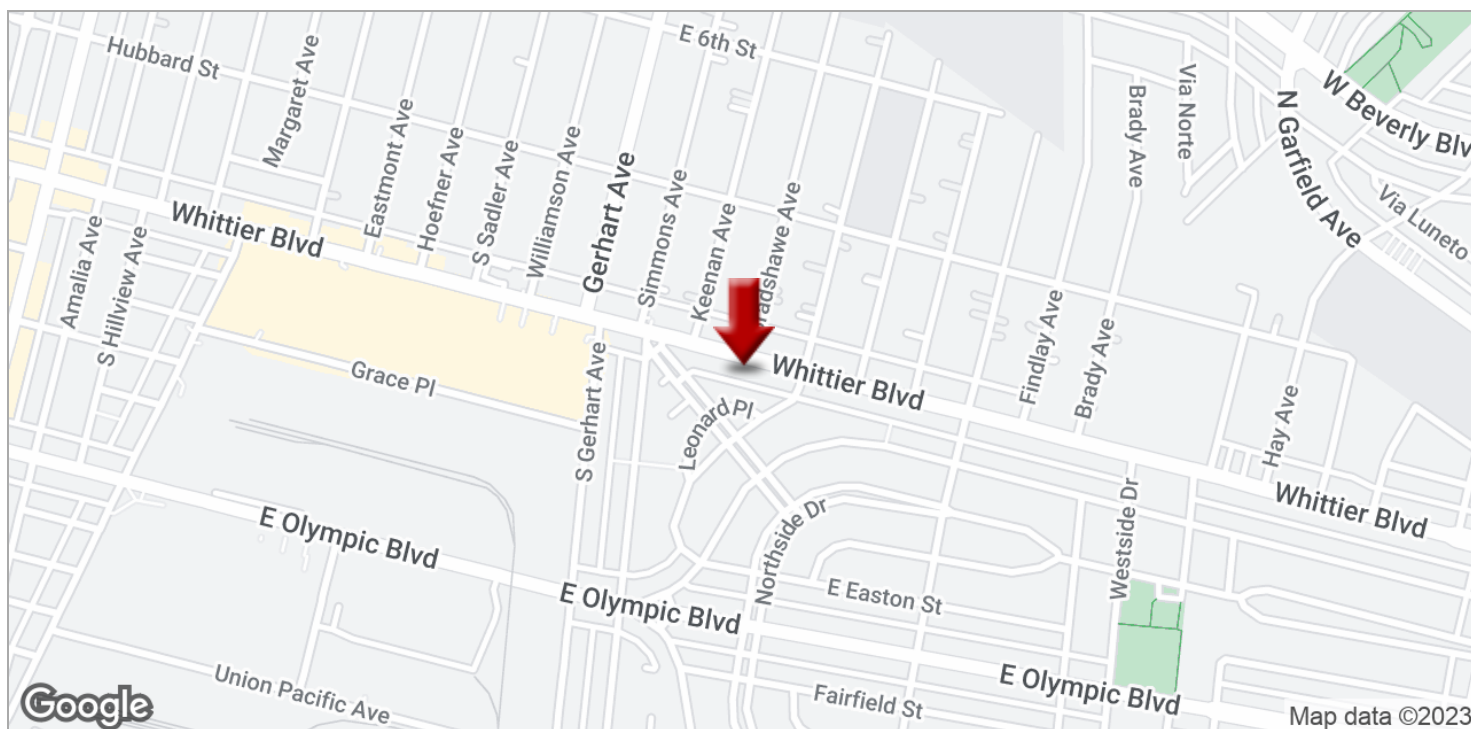 Hubbard St
Margaret Ave
E 6th St
Via Norte
Brady Ave
W Beverly Blv
N Garfield Ave
Via Luneto
Eastmont Ave
Hoefner Ave
S Sadler Ave
Williamson Ave
Gerhart Ave
Simmons Ave
Keenan Ave
radshawe Ave
Whittier Blvd
Amalia Ave
S Hillview Ave
Findlay Ave
Brady Ave
Grace Pl
S Gerhart Ave
Leonard Pl
Whittier Blvd
Hay Ave
Whittier Blvd
E Olympic Blvd
Northside Dr
Westside Dr
E Easton St
E Olympic Blvd
E Olympic Blvd
Union Pacific Ave
Fairfield St
Google
Map data ©2023